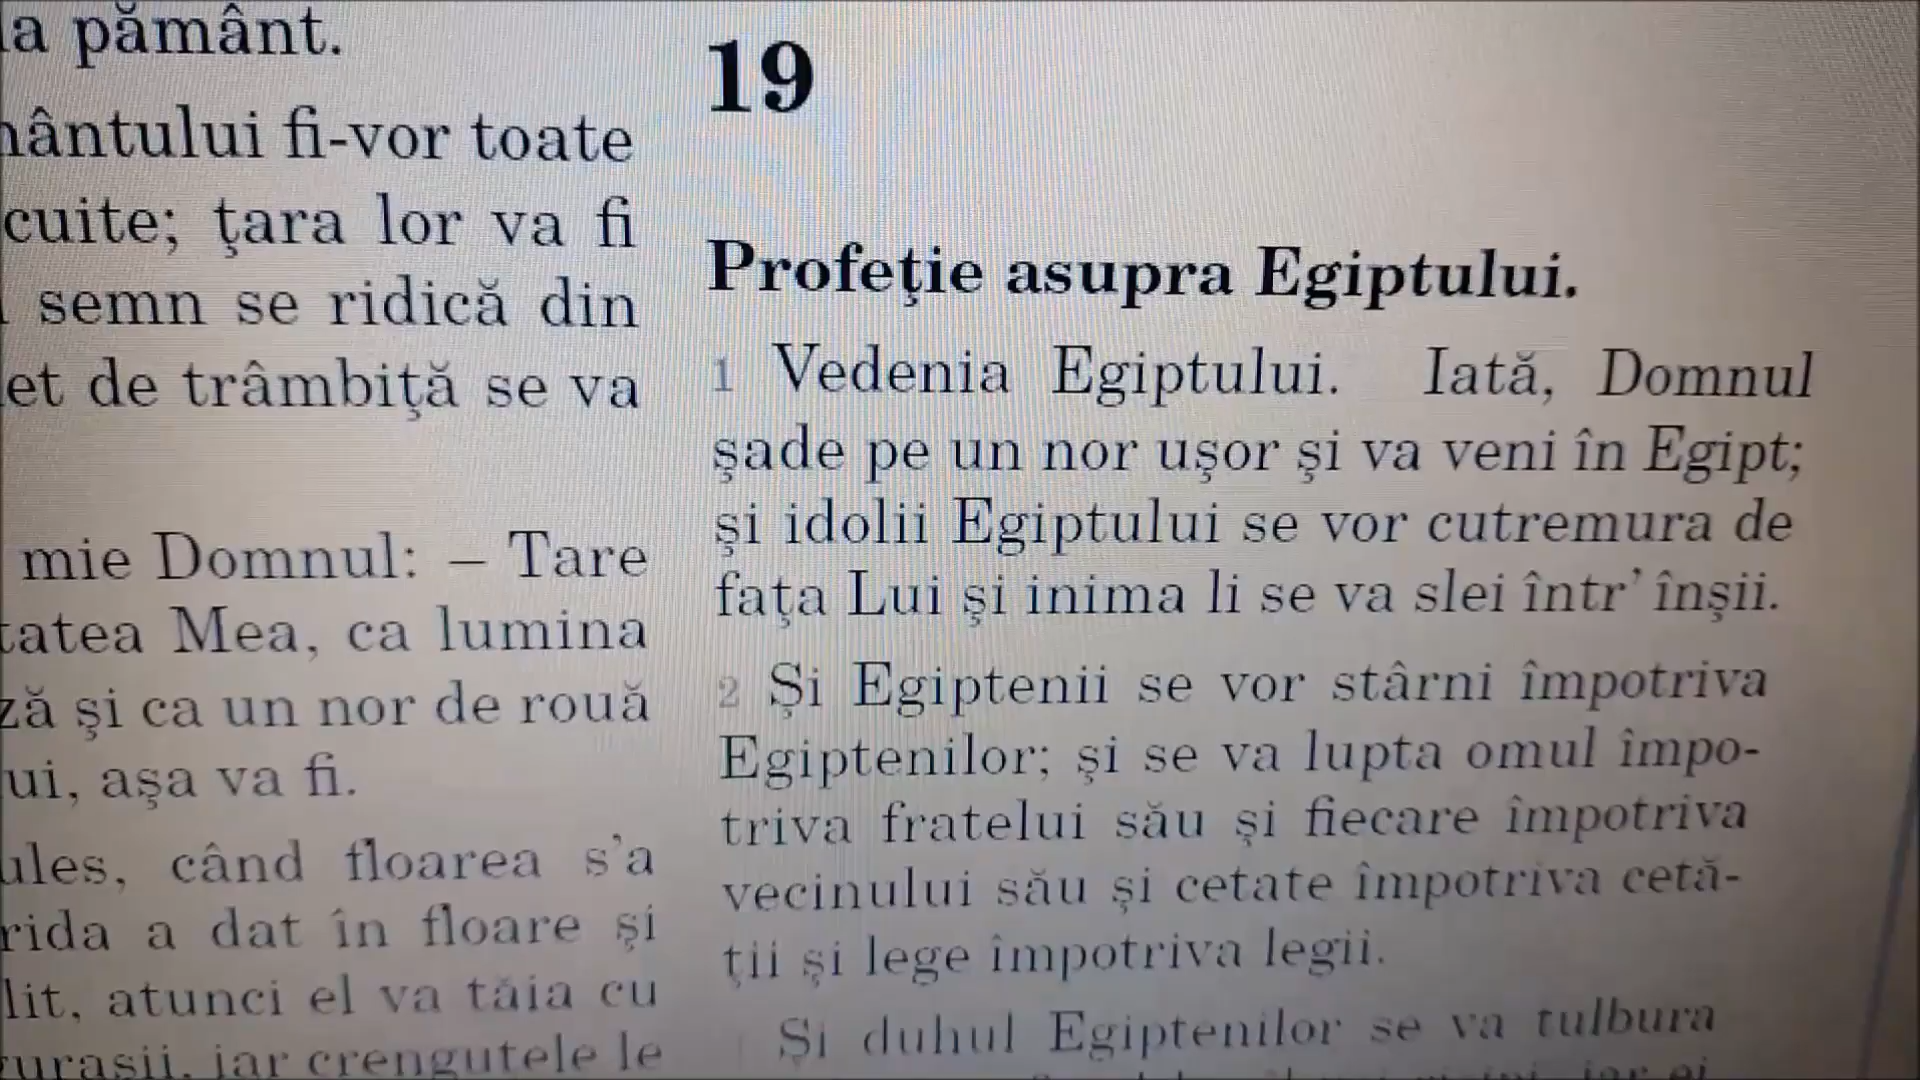 a pământ.
mântului fi-vor toate
cuite; ţara lor va fi
semn se ridică din
et de trâmbiţă se va
mie Domnul: – Tare
tatea Mea, ca lumina
ză şi ca un nor de rouă
ui, aşa va fi.
ules, când floarea s'a
rida a dat în floare şi
lit, atunci el va tăia cu
iar crengutele le
19
Profeţie asupra Egiptului.
1 Vedenia Egiptului. Iată, Domnul
şade pe un nor uşor şi va veni în Egipt;
şi idolii Egiptului se vor cutremura de
faţa Lui şi inima li se va slei într' înşii.
2 Şi Egiptenii se vor stârni împotriva
Egiptenilor; şi se va lupta omul împo-
triva fratelui său şi fiecare împotriva
vecinului său şi cetate împotriva cetă-
ţii şi lege împotriva legii.
Şi duhul Egiptenilor se va tulbura